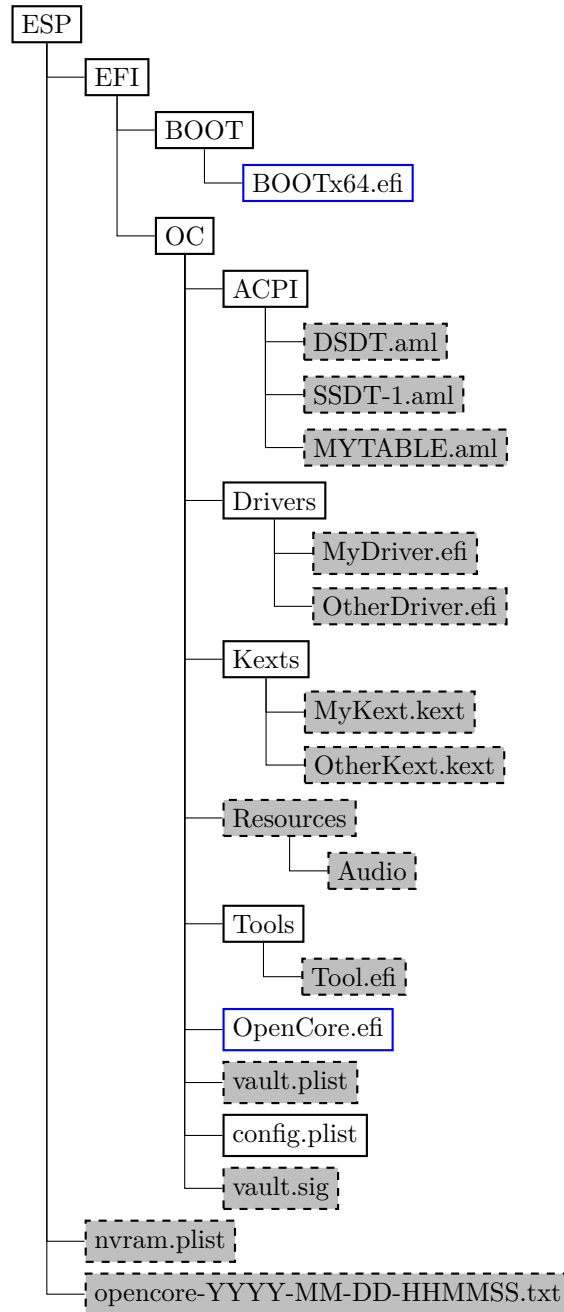 ESP
EFI
BOOT
BOOTx64.efi
OC
ACPI
DSDT.aml
SSDT-1.aml
MYTABLE.aml
Drivers
MyDriver.efi
OtherDriver.efi
Kexts
MyKext.kext
OtherKext.kext
Resources
Audio
Tools
Tool.efi
OpenCore.efi
vault.plist
config.plist
vault.sig
nvram.plist
opencore-YYYY-MM-DD-HHMMSS.txt